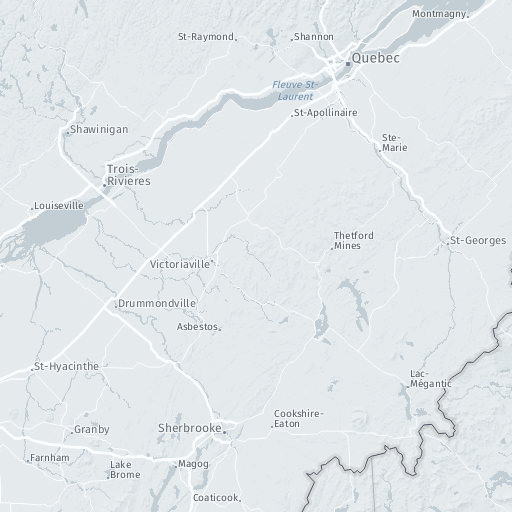 Montmagny
St-Raymond
Shannon
Quebec
Fleuve St-
Laurent
St-Apollinaire
Shawinigan
Ste-
Marie
Trois-
Rivieres
Louiseville
Thetford
Mines
St-Georges
Victoriaville
Drummondville
Asbestos
St-Hyacinthe
Lac-
Mégantic
Cookshire-
Eaton
Sherbrooke
Granby
Farnham
Lake
Brome
Magog
Coaticook